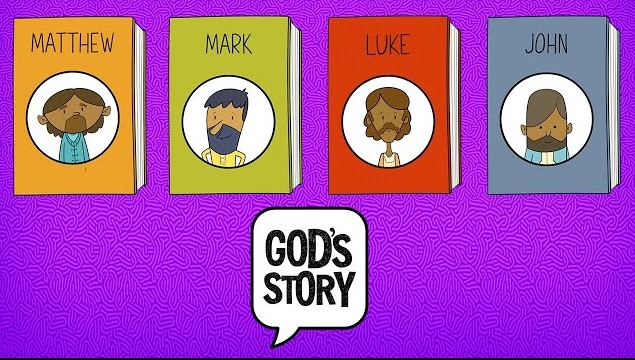 MATTHEW
MARK
LUKE
JOHN
GOD'S
STORY